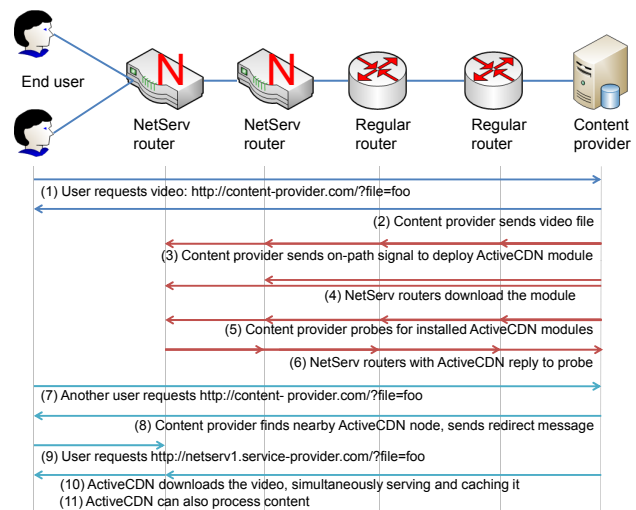 N
N
End user
NetServ
router
NetServ
router
Regular
router
Regular
router
Content
provider
(1) User requests video: http://content-provider.com/?file=foo
(2) Content provider sends video file
(3) Content provider sends on-path signal to deploy ActiveCDN module
(4) NetServ routers download the module
(5) Content provider probes for installed ActiveCDN modules
(6) NetServ routers with ActiveCDN reply to probe
(7) Another user requests http://content- provider.com/?file=foo
(8) Content provider finds nearby ActiveCDN node, sends redirect message
(9) User requests http://netserv1.service-provider.com/?file=foo
(10) ActiveCDN downloads the video, simultaneously serving and caching it
(11) ActiveCDN can also process content